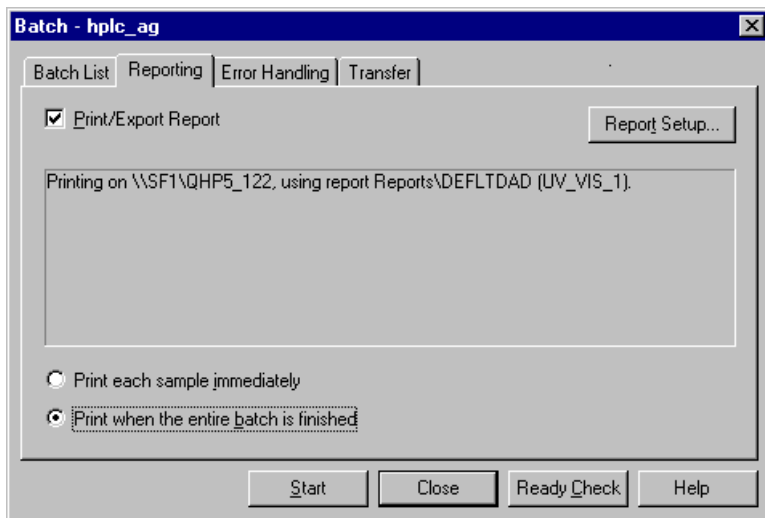 Batch - hplc_ag
Batch List Reporting Error Handling Transfer
Print/Export Report
Report Setup...
Printing on \\SF1\QHP5_122, using report Reports\DEFLTDAD (UV_VIS_1).
Print each sample immediately
Print when the entire batch is finished
Start Close Ready Check Help